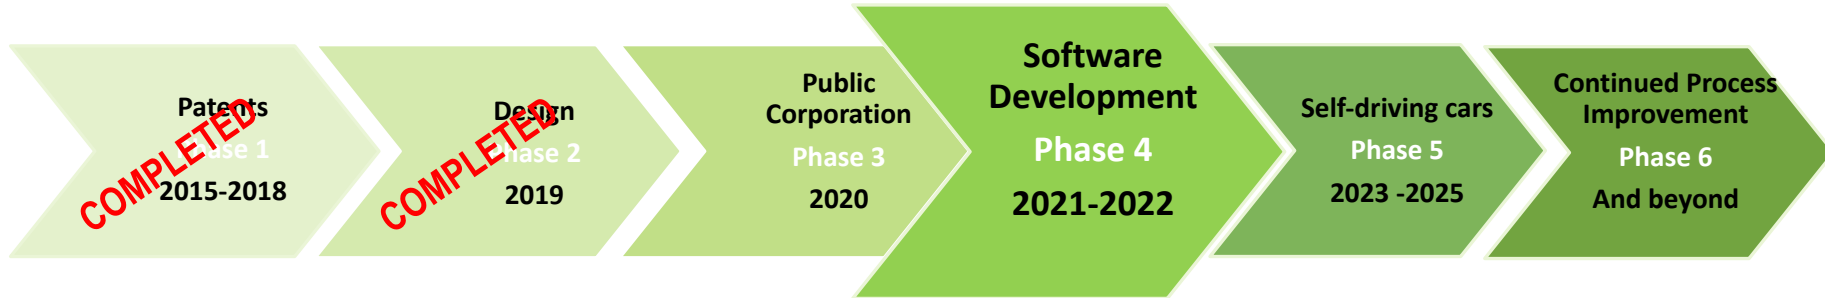 Patents
Phase 1
2015-2018
COMPLETED
Design
Phase 2
2019
COMPLETED
Public
Corporation
Phase 3
2020
Software
Development
Phase 4
2021-2022
Self-driving cars
Phase 5
2023 -2025
Continued Process
Improvement
Phase 6
And beyond